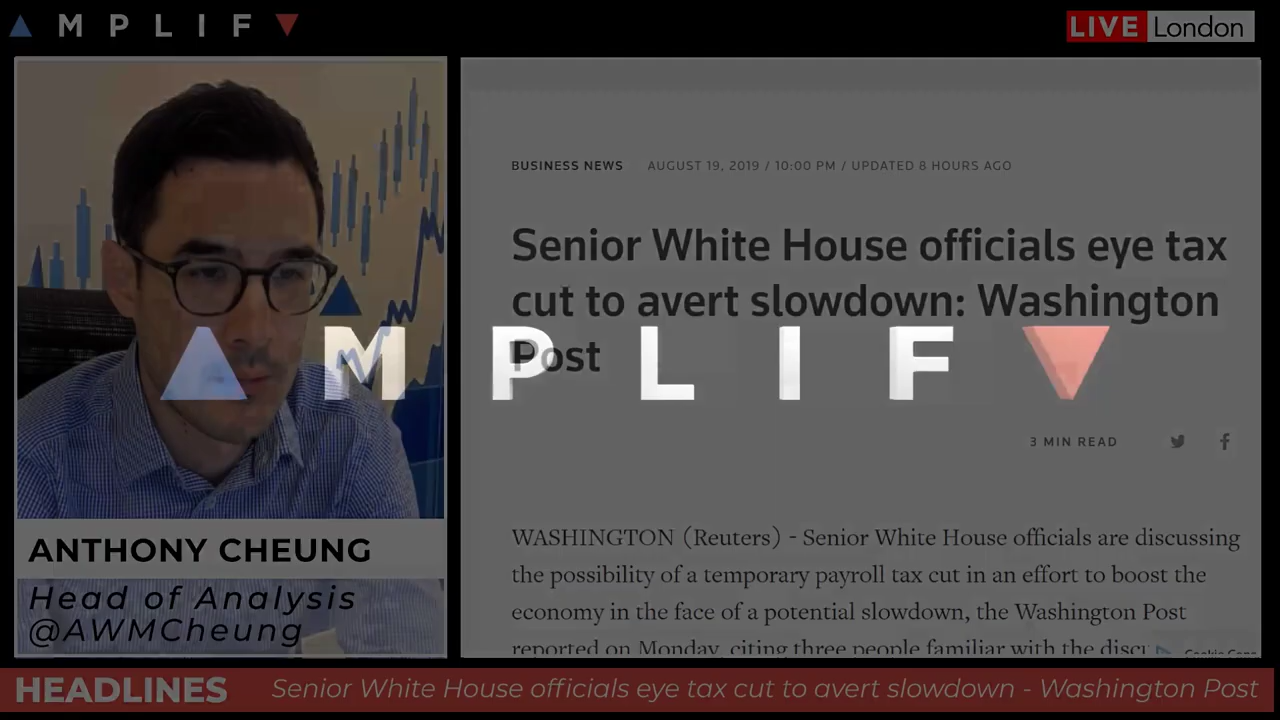 MPLIF
LIVE London
BUSINESS NEWS AUGUST 19, 2019 / 10:00 PM / UPDATED 8 HOURS AGO
Senior White House officials eye tax
cut to avert slowdown: Washington
Post
MPLIF
3 MIN READ
WASHINGTON (Reuters) - Senior White House officials are discussing
the possibility of a temporary payroll tax cut in an effort to boost the
economy in the face of a potential slowdown, the Washington Post
reported on Monday, citing three people familiar with the
ANTHONY CHEUNG
Head of Analysis
@AWMCheung
HEADLINES Senior White House officials eye tax cut to avert slowdown - Washington Post